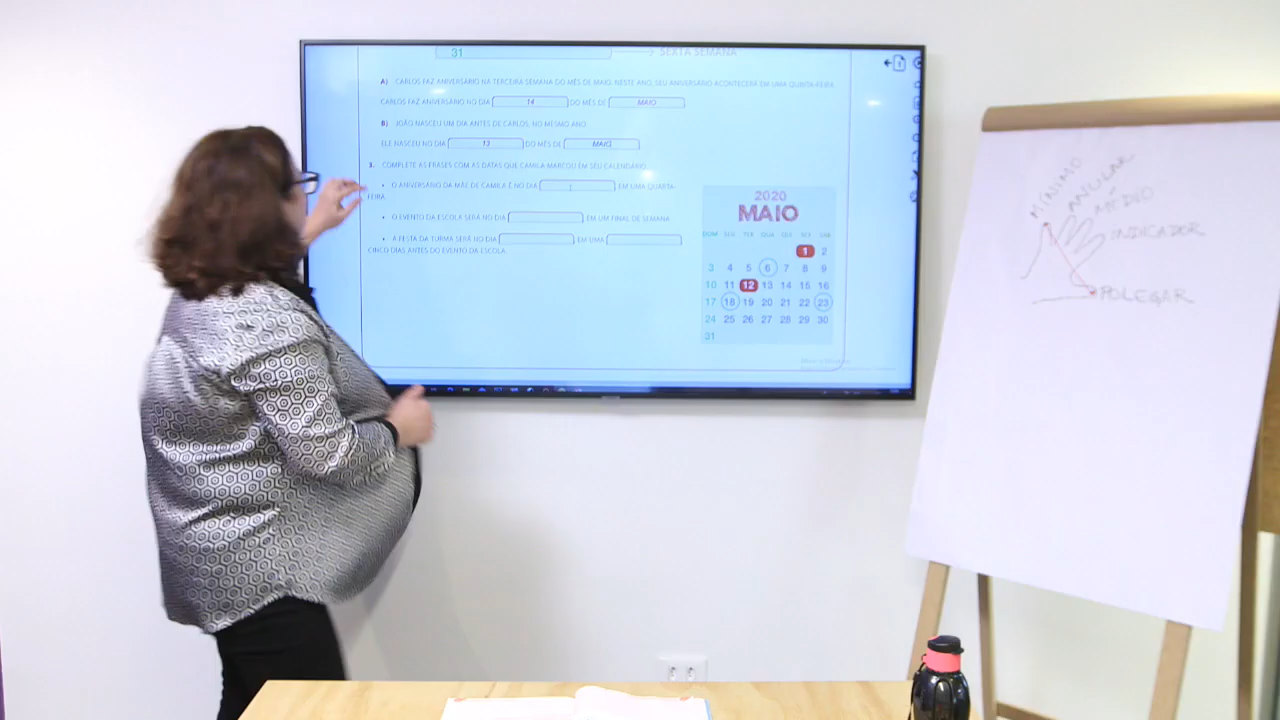 31 SEXTA SEMANA
A) CARLOS FAZ ANIVERSÁRIO NA TERCEIRA SEMANA DO MÊS DE MAIO. NESTE ANO, SEU ANIVERSÁRIO ACONTECERÁ EM UMA QUINTA-FEIRA.
CARLOS FAZ ANIVERSÁRIO NO DIA 14 DO MÊS DE MAIO
B) JOÃO NASCEU UM DIA ANTES DE CARLOS, NO MESMO ANO.
ELE NASCEU NO DIA 13 DO MÊS DE MAIO
3. COMPLETE AS FRASES COM AS DATAS QUE CAMILA MARCOU EM SEU CALENDÁRIO.
• O ANIVERSÁRIO DA MÃE DE CAMILA É NO DIA EM UMA QUARTA-
FEIRA.
• O EVENTO DA ESCOLA SERÁ NO DIA EM UM FINAL DE SEMANA.
• A FESTA DA TURMA SERÁ NO DIA EM UMA
CINCO DIAS ANTES DO EVENTO DA ESCOLA.
2020
MAIO
DOM SEG TER QUA QUI SEX SÁB
1 2
3 4 5 6 7 8 9
10 11 12 13 14 15 16
17 18 19 20 21 22 23
24 25 26 27 28 29 30
31
MÍNIMO
ANULAR
MÉDIO
INDICADOR
POLEGAR